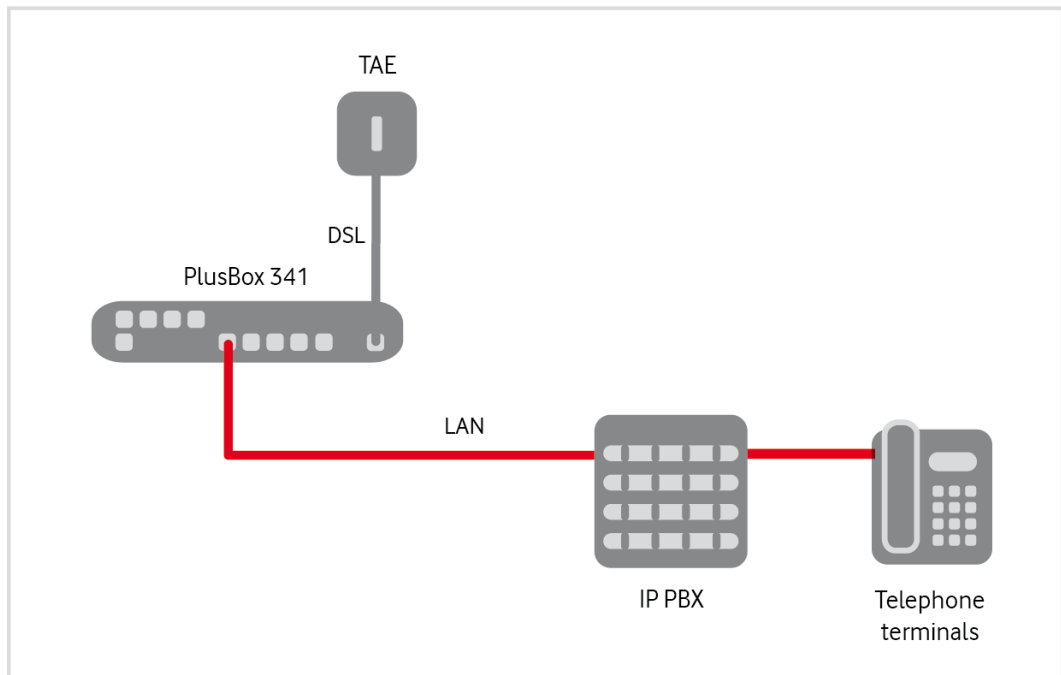 TAE
DSL
PlusBox 341
LAN
IP PBX
Telephone
terminals